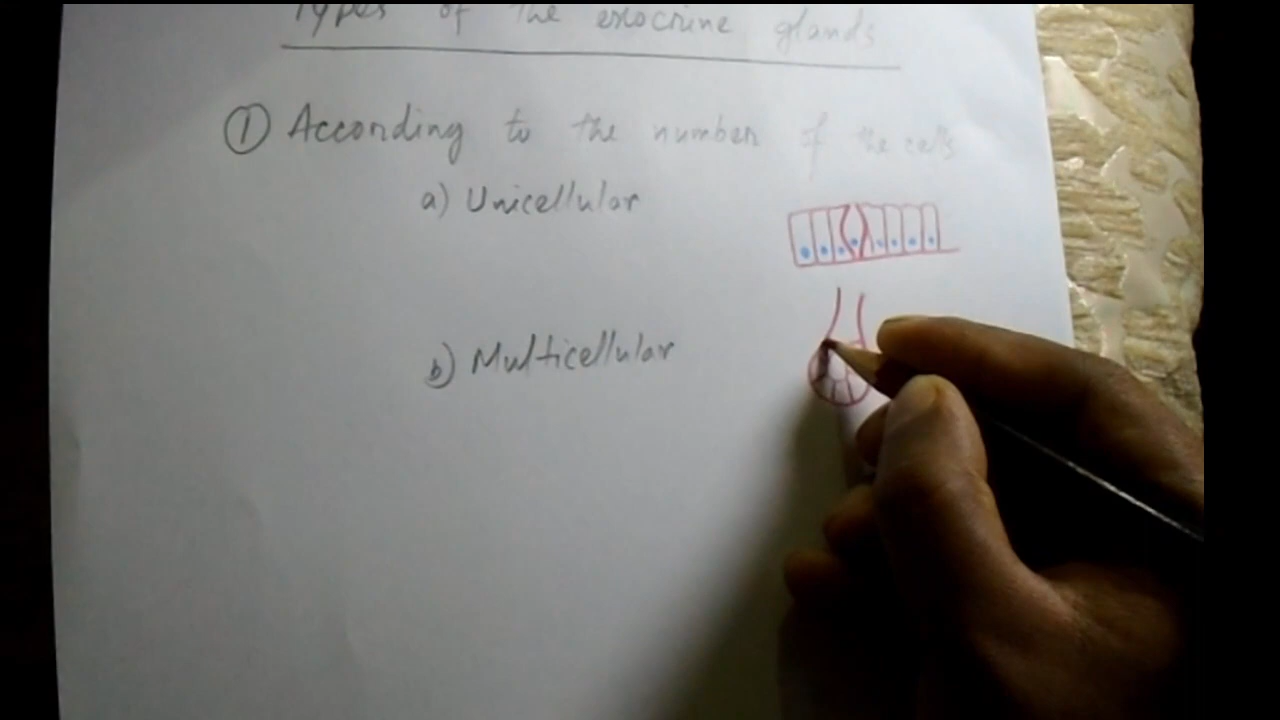 Types of the exocrine glands
① According to the number of the cells
a) Unicellular
b) Multicellular